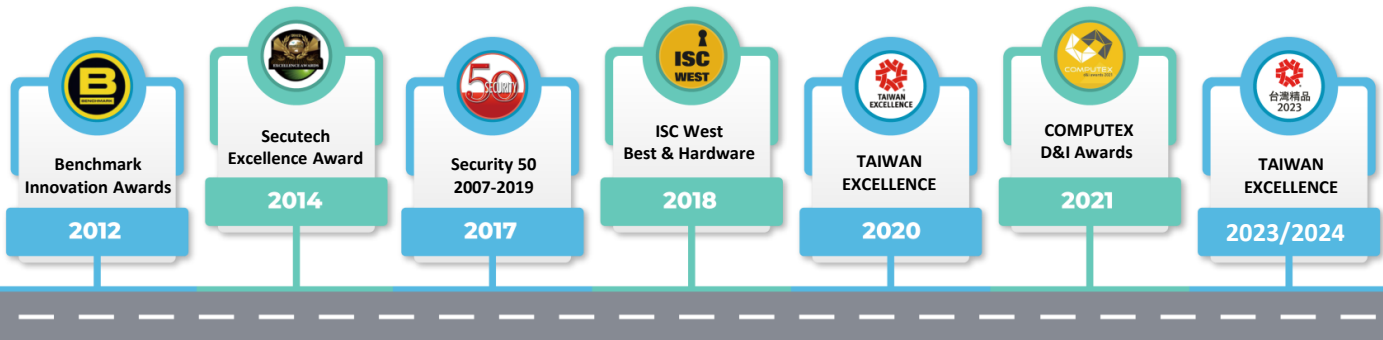 B
BENCHMARK
Benchmark
Innovation Awards
2012
EXCELLENCE AWARDS
Secutech
Excellence Award
2014
50
SECURITY
Security 50
2007-2019
2017
ISC
WEST
ISC West
Best & Hardware
2018
TAIWAN
EXCELLENCE
TAIWAN
EXCELLENCE
2020
COMPUTEX
d&i awards 2021
COMPUTEX
D&I Awards
2021
台灣精品
2023
TAIWAN
EXCELLENCE
2023/2024